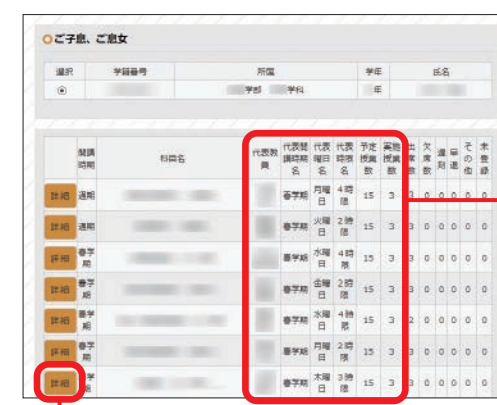 ご子息、ご息女
選択 学籍番号 所属 学年 氏名
学部 学科 年
開講時期 科目名 代表教員 代表開講時期名 代表曜日名 代表時限名 予定授業数 実施授業数 出席数 欠席数 遅刻 早退 その他 未登録
詳細 通期 春学期 月曜日 4時限 15 3 3 0 0 0 0 0
詳細 通期 春学期 火曜日 2時限 15 3 3 0 0 0 0 0
詳細 春学期 春学期 水曜日 4時限 15 3 3 0 0 0 0 0
詳細 春学期 春学期 金曜日 2時限 15 3 3 0 0 0 0 0
詳細 春学期 春学期 水曜日 4時限 15 3 2 0 0 0 0 0
詳細 春学期 春学期 月曜日 2時限 15 3 3 0 0 0 0 0
詳細 学期 春学期 木曜日 3時限 15 3 3 0 0 0 0 0